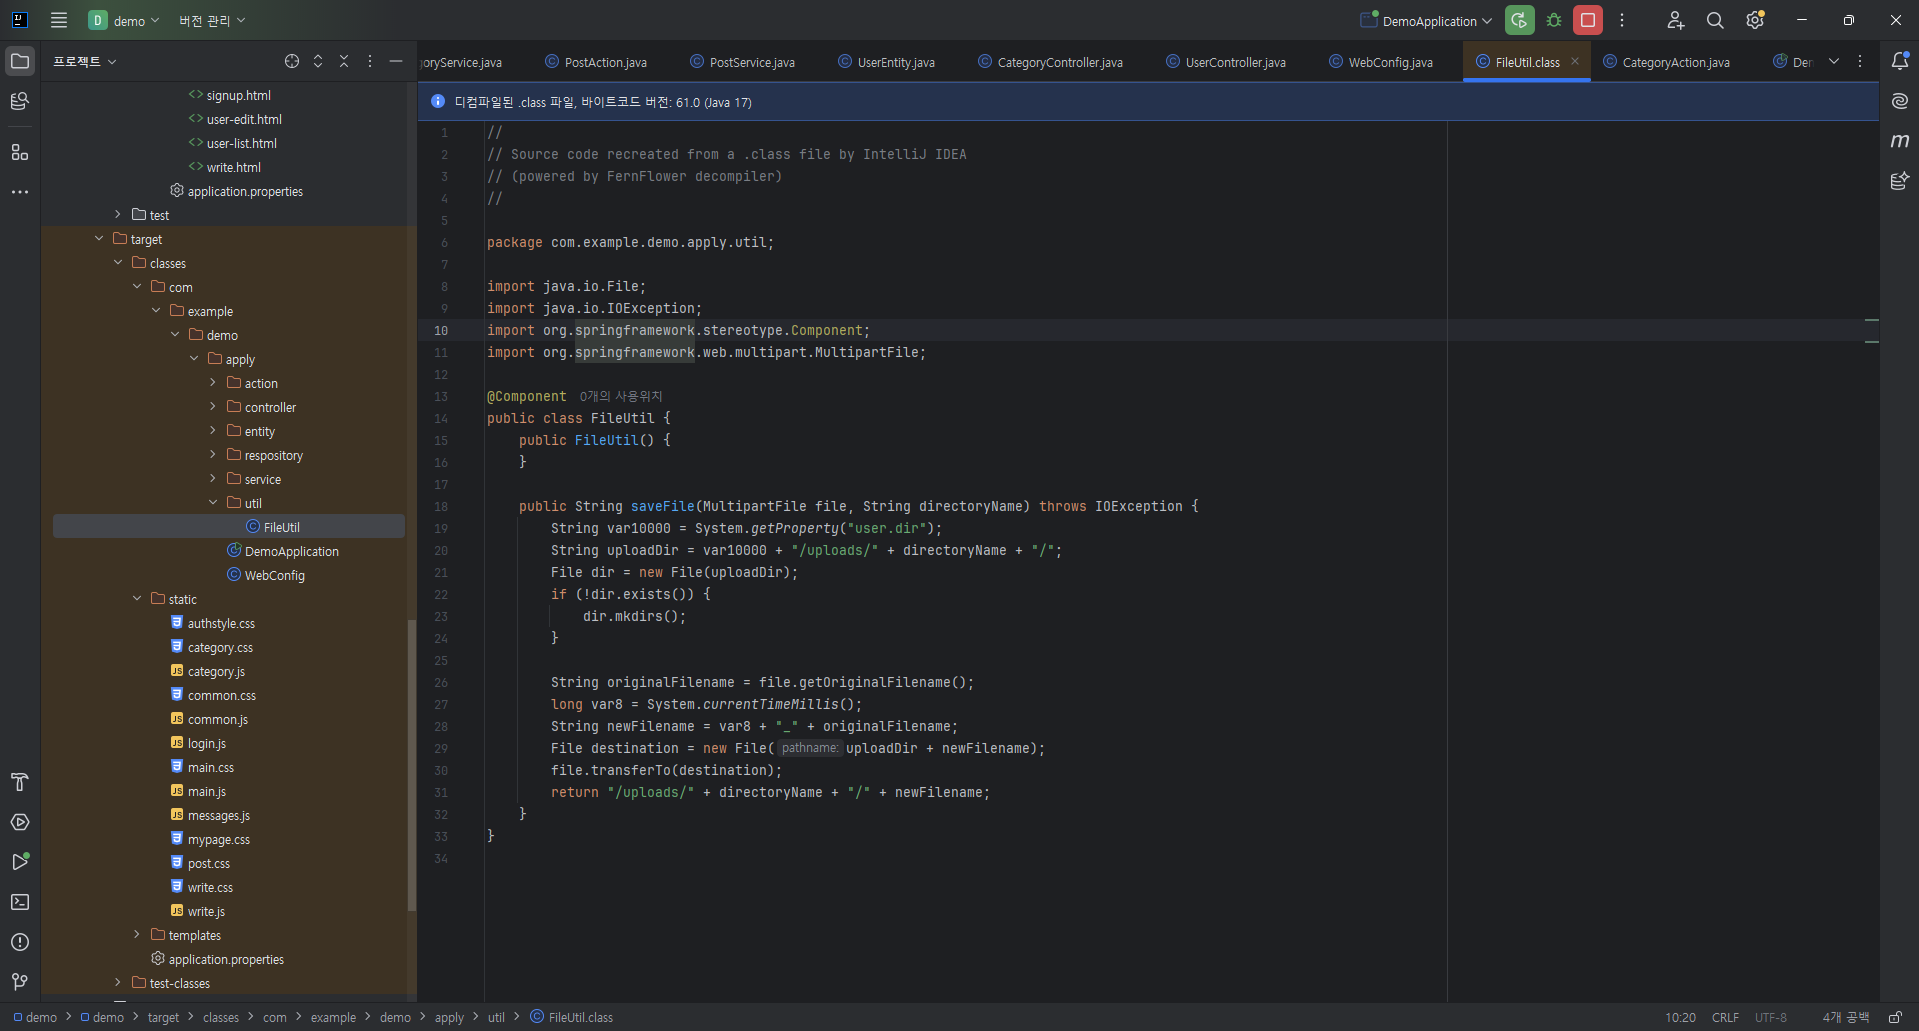 D demo 버전 관리 DemoApplication
프로젝트
oryService.java PostAction.java PostService.java UserEntity.java CategoryController.java UserController.java WebConfig.java FileUtil.class CategoryAction.java Der
디컴파일된 .class 파일, 바이트코드 버전: 61.0 (Java 17)
signup.html
user-edit.html
user-list.html
write.html
application.properties
test
target
classes
com
example
demo
apply
action
controller
entity
respository
service
util
FileUtil
DemoApplication
WebConfig
static
authstyle.css
category.css
category.js
common.css
common.js
login.js
main.css
main.js
messages.js
mypage.css
post.css
write.css
write.js
templates
application.properties
test-classes
1 //
2 // Source code recreated from a .class file by IntelliJ IDEA
3 // (powered by FernFlower decompiler)
4 //
5
6 package com.example.demo.apply.util;
7
8 import java.io.File;
9 import java.io.IOException;
10 import org.springframework.stereotype.Component;
11 import org.springframework.web.multipart.MultipartFile;
12
13 @Component 0개의 사용위치
14 public class FileUtil {
15 public FileUtil() {
16 }
17
18 public String saveFile(MultipartFile file, String directoryName) throws IOException {
19 String var10000 = System.getProperty("user.dir");
20 String uploadDir = var10000 + "/uploads/" + directoryName + "/";
21 File dir = new File(uploadDir);
22 if (!dir.exists()) {
23 dir.mkdirs();
24 }
25
26 String originalFilename = file.getOriginalFilename();
27 long var8 = System.currentTimeMillis();
28 String newFilename = var8 + "_" + originalFilename;
29 File destination = new File( pathname: uploadDir + newFilename);
30 file.transferTo(destination);
31 return "/uploads/" + directoryName + "/" + newFilename;
32 }
33 }
34
demo > demo > target > classes > com > example > demo > apply > util > FileUtil.class 10:20 CRLF UTF-8 4개 공백